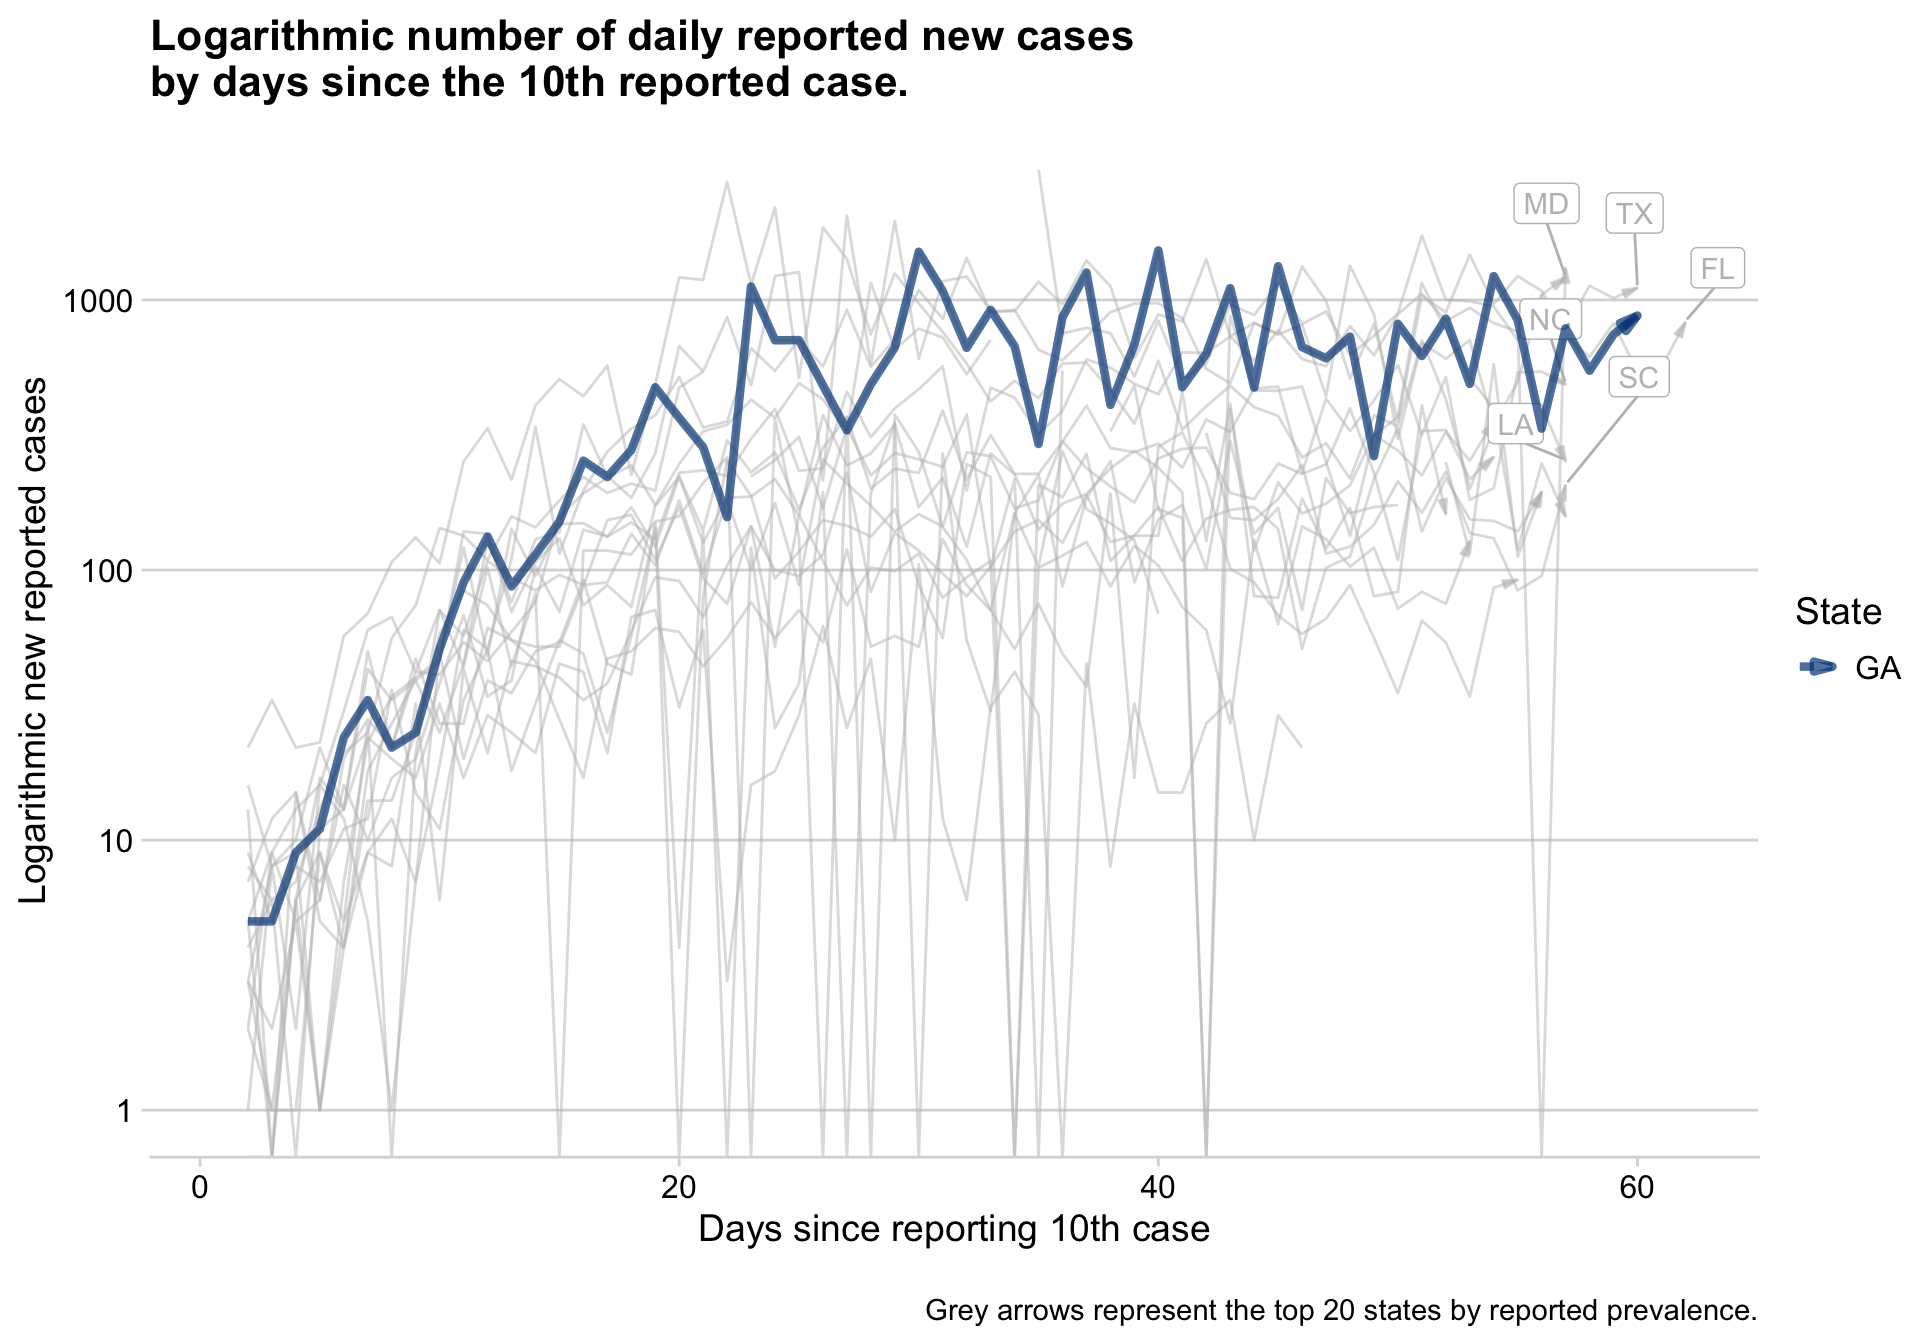 Logarithmic number of daily reported new cases
by days since the 10th reported case.
Logarithmic new reported cases
1000
100
10
1
MD
TX
FL
NC
SC
LA
State
GA
0
20
40
60
Days since reporting 10th case
Grey arrows represent the top 20 states by reported prevalence.